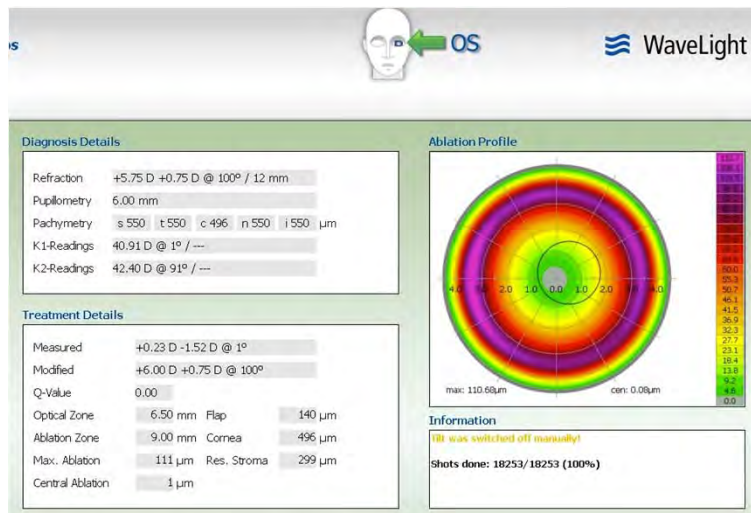 OS
WaveLight
Diagnosis Details
Refraction +5.75 D +0.75 D @ 100º / 12 mm
Pupillometry 6.00 mm
Pachymetry s 550 t 550 c 496 n 550 i 550 µm
K1-Readings 40.91 D @ 1º / ---
K2-Readings 42.40 D @ 91º / ---
Treatment Details
Measured +0.23 D -1.52 D @ 1º
Modified +6.00 D +0.75 D @ 100º
Q-Value 0.00
Optical Zone 6.50 mm Flap 140 µm
Ablation Zone 9.00 mm Cornea 496 µm
Max. Ablation 111 µm Res. Stroma 299 µm
Central Ablation 1 µm
Ablation Profile
4.0 2.0 1.0 0.0 1.0 2.0 4.0
60.0
55.3
50.7
46.1
41.5
36.9
32.3
27.7
23.1
18.4
13.8
9.2
4.6
0.0
max: 110.68µm cen: 0.08µm
Information
Tilt was switched off manually!
Shots done: 18253/18253 (100%)